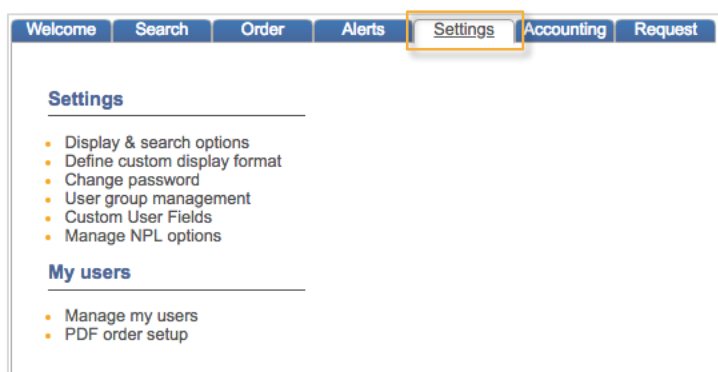 Welcome Search Order Alerts Settings Accounting Request
Settings
Display & search options
Define custom display format
Change password
User group management
Custom User Fields
Manage NPL options
My users
Manage my users
PDF order setup